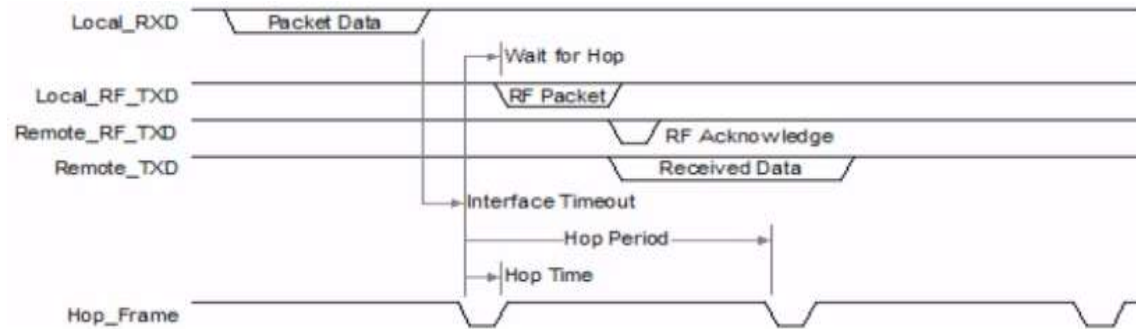 Local_RXD
Packet Data
Wait for Hop
Local_RF_TXD
RF Packet
Remote_RF_TXD
RF Acknowledge
Remote_TXD
Received Data
Interface Timeout
Hop Period
Hop Time
Hop_Frame